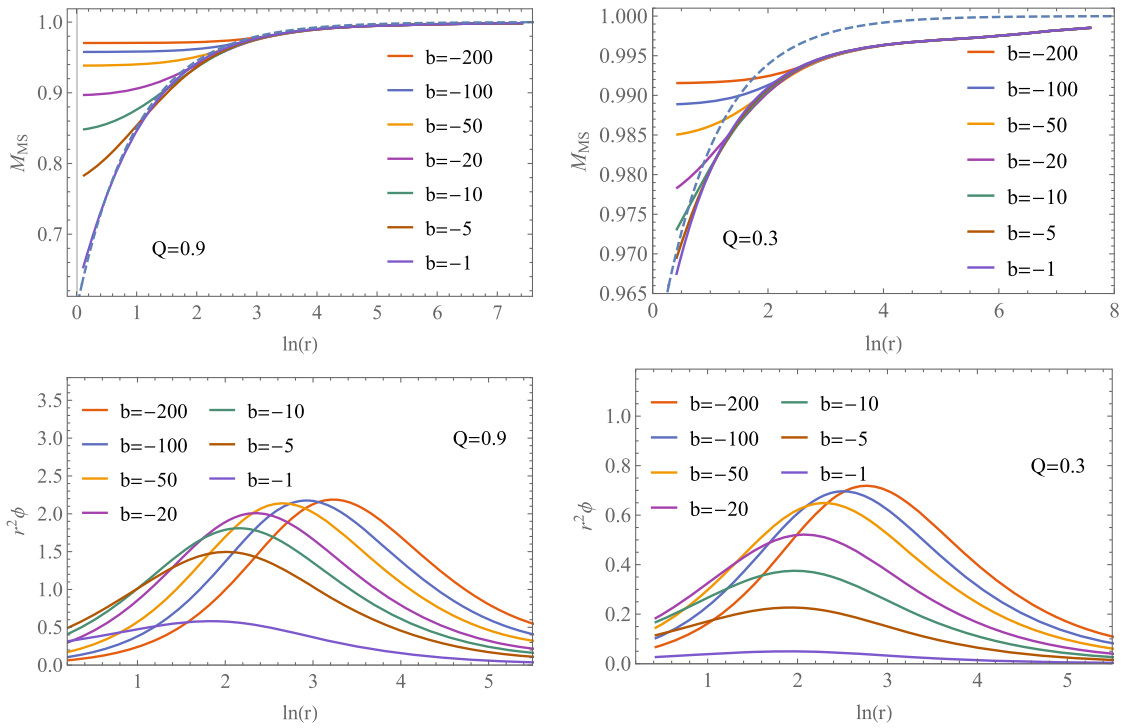 1.0
0.9
0.8
0.7
M_MS
0 1 2 3 4 5 6 7
ln(r)
Q=0.9
b=−200
b=−100
b=−50
b=−20
b=−10
b=−5
b=−1
1.000
0.995
0.990
0.985
0.980
0.975
0.970
0.965
M_MS
0 2 4 6 8
ln(r)
Q=0.3
b=−200
b=−100
b=−50
b=−20
b=−10
b=−5
b=−1
3.5
3.0
2.5
2.0
1.5
1.0
0.5
0.0
r²ϕ
1 2 3 4 5
ln(r)
b=−200 b=−10
b=−100 b=−5
b=−50 b=−1
b=−20
Q=0.9
1.0
0.8
0.6
0.4
0.2
0.0
r²ϕ
1 2 3 4 5
ln(r)
b=−200 b=−10
b=−100 b=−5
b=−50 b=−1
b=−20
Q=0.3